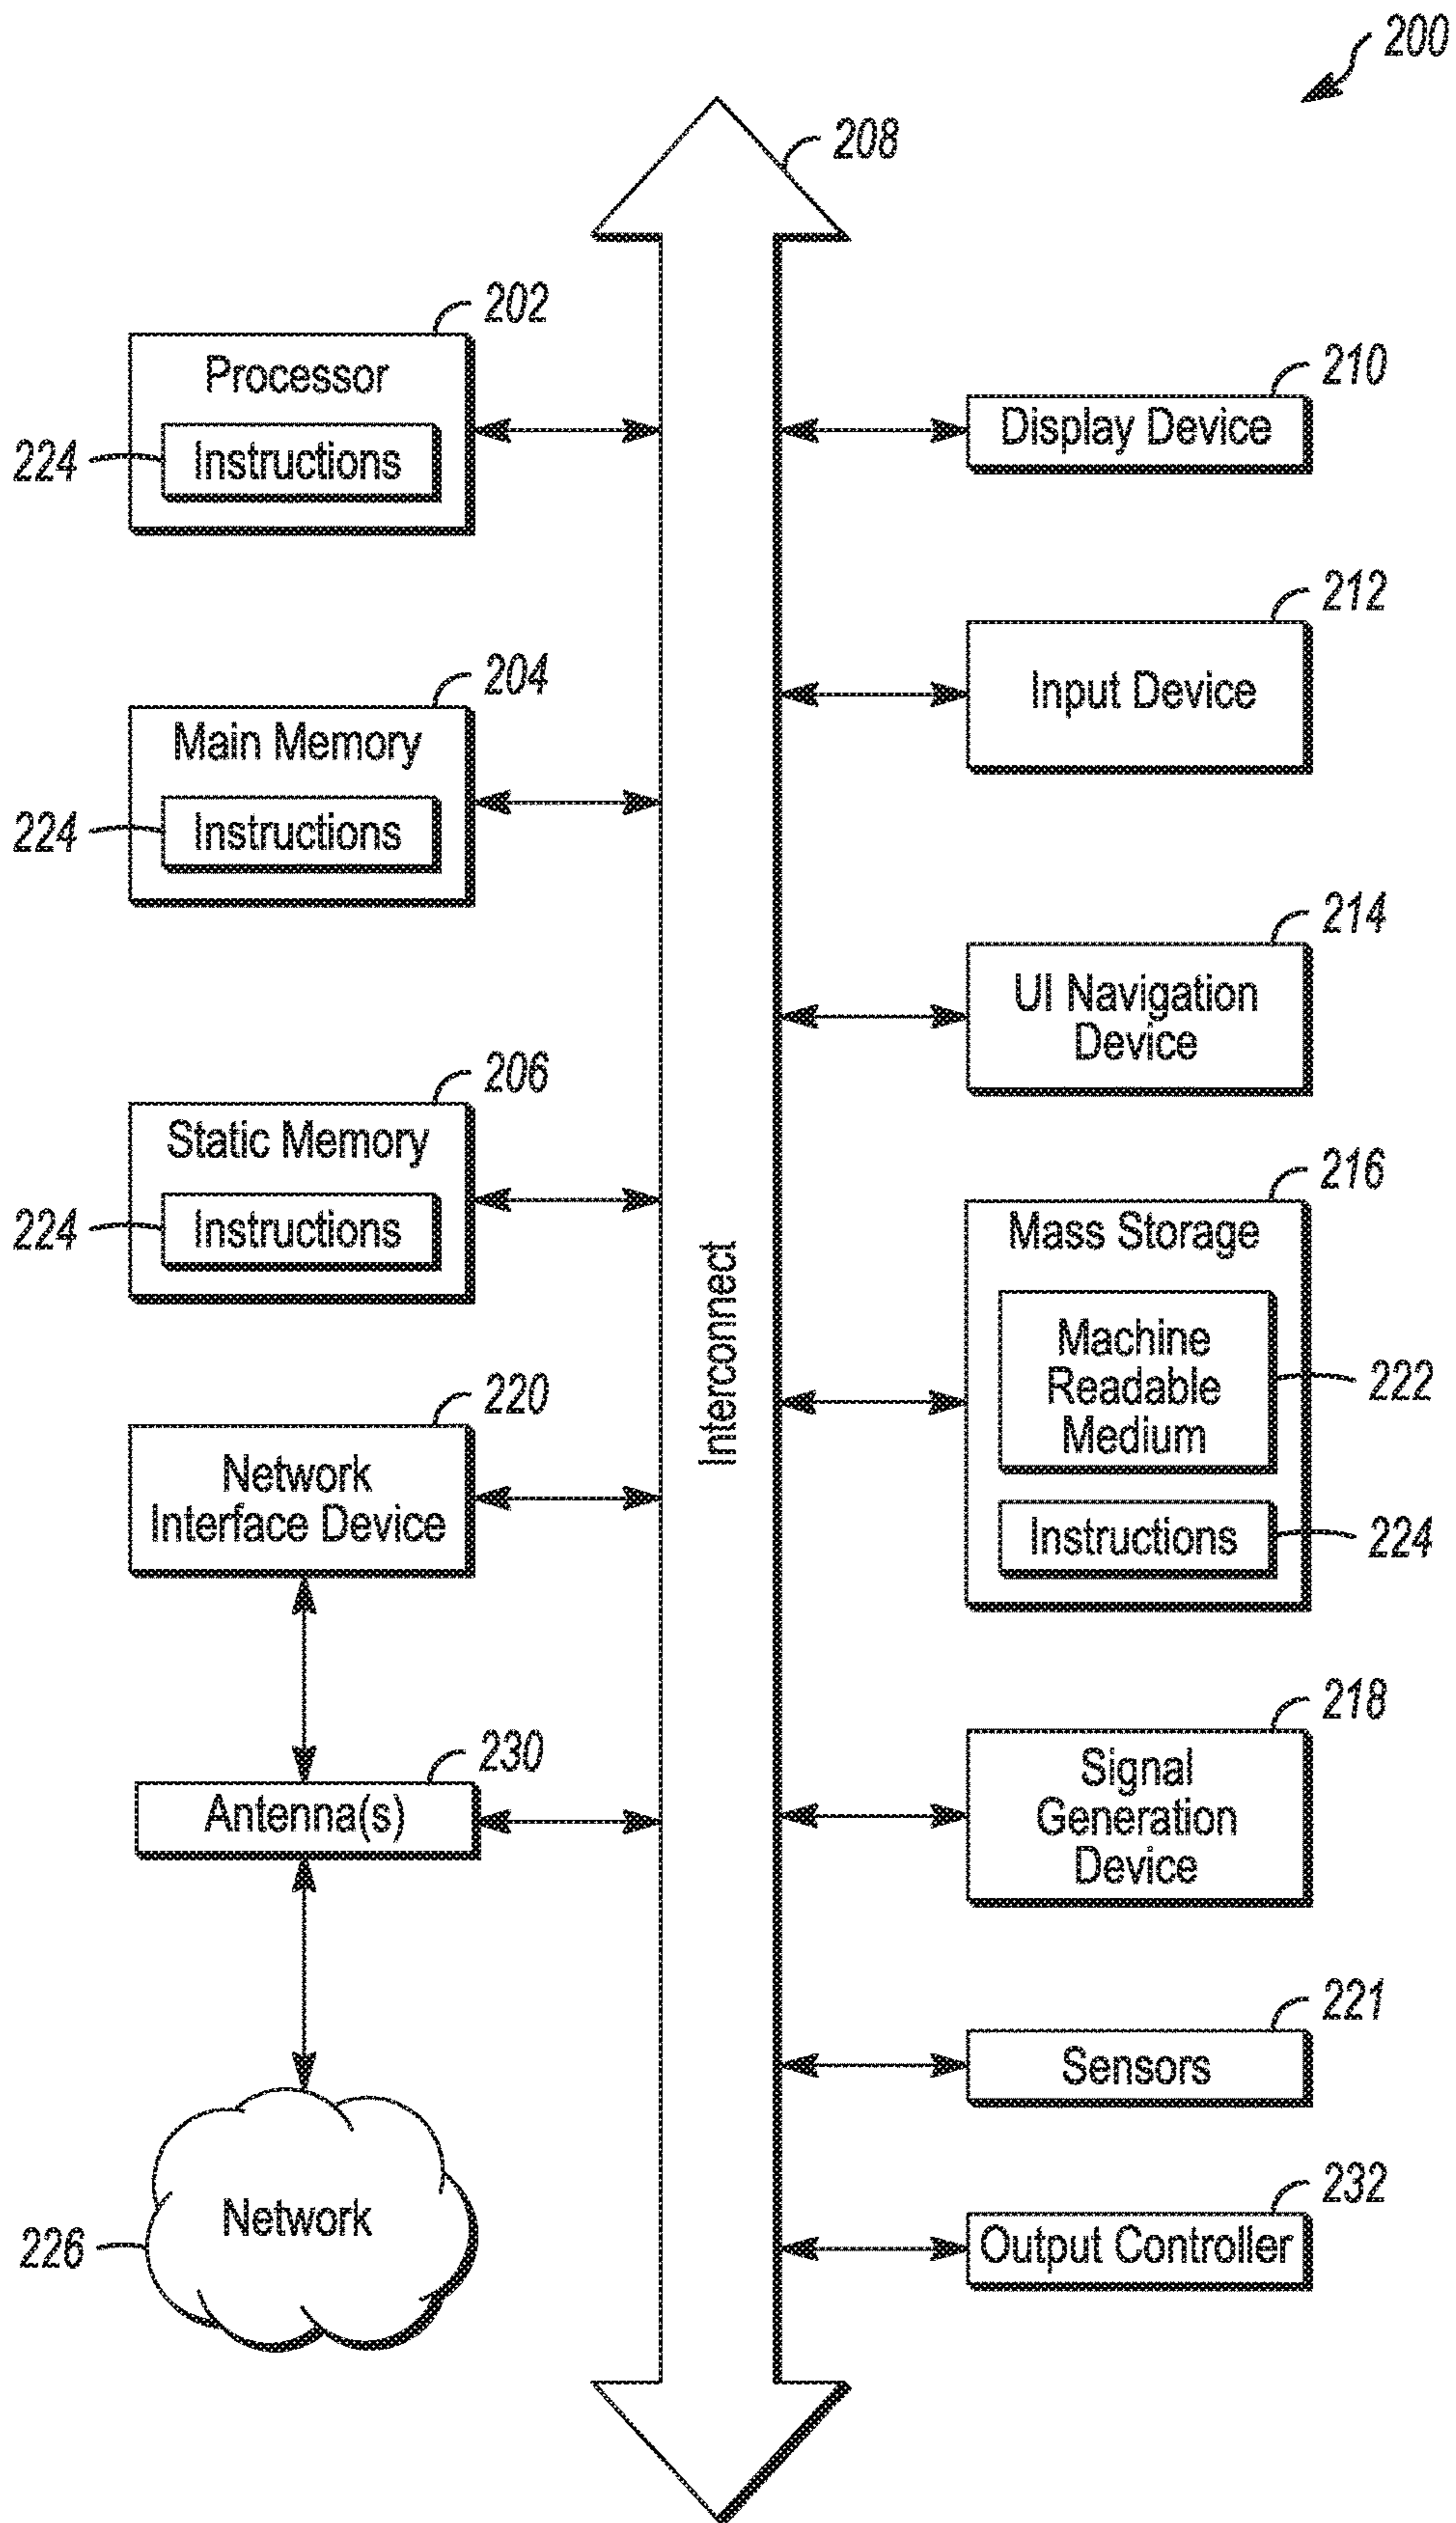 200
208
202
Processor
224
Instructions
204
Main Memory
224
Instructions
206
Static Memory
224
Instructions
220
Network
Interface Device
230
Antenna(s)
Network
226
Interconnect
210
Display Device
212
Input Device
214
UI Navigation
Device
216
Mass Storage
Machine
Readable
Medium
222
Instructions
224
218
Signal
Generation
Device
221
Sensors
232
Output Controller